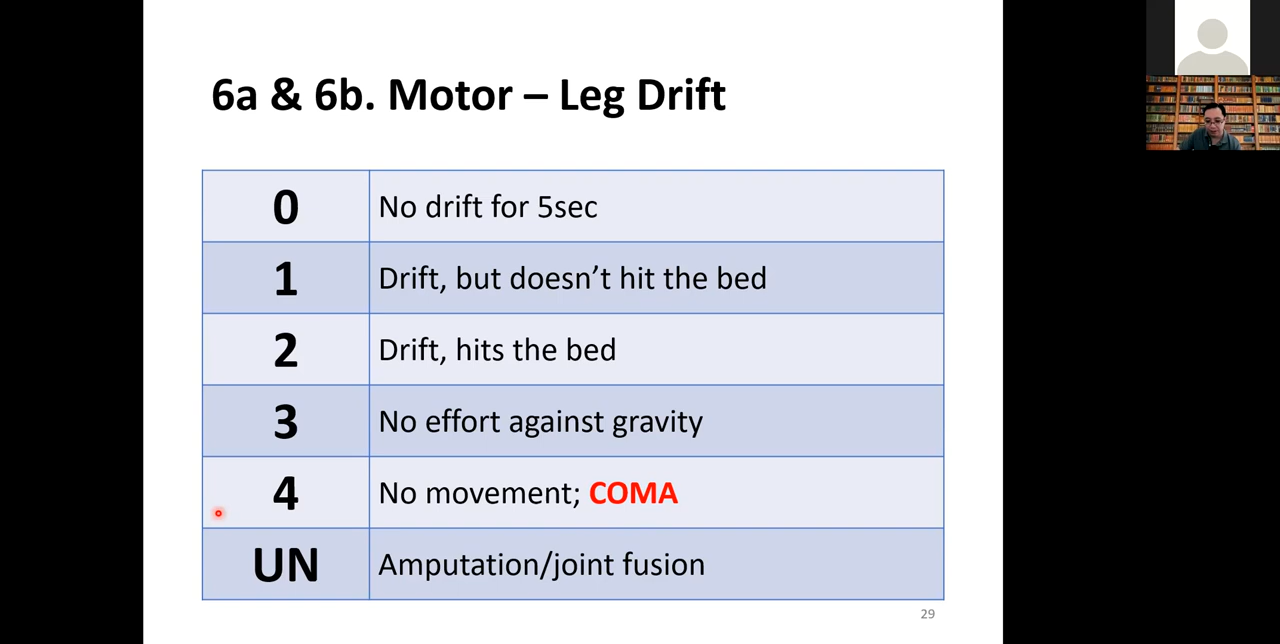 6a & 6b. Motor – Leg Drift
0 No drift for 5sec
1 Drift, but doesn’t hit the bed
2 Drift, hits the bed
3 No effort against gravity
4 No movement; COMA
UN Amputation/joint fusion
29